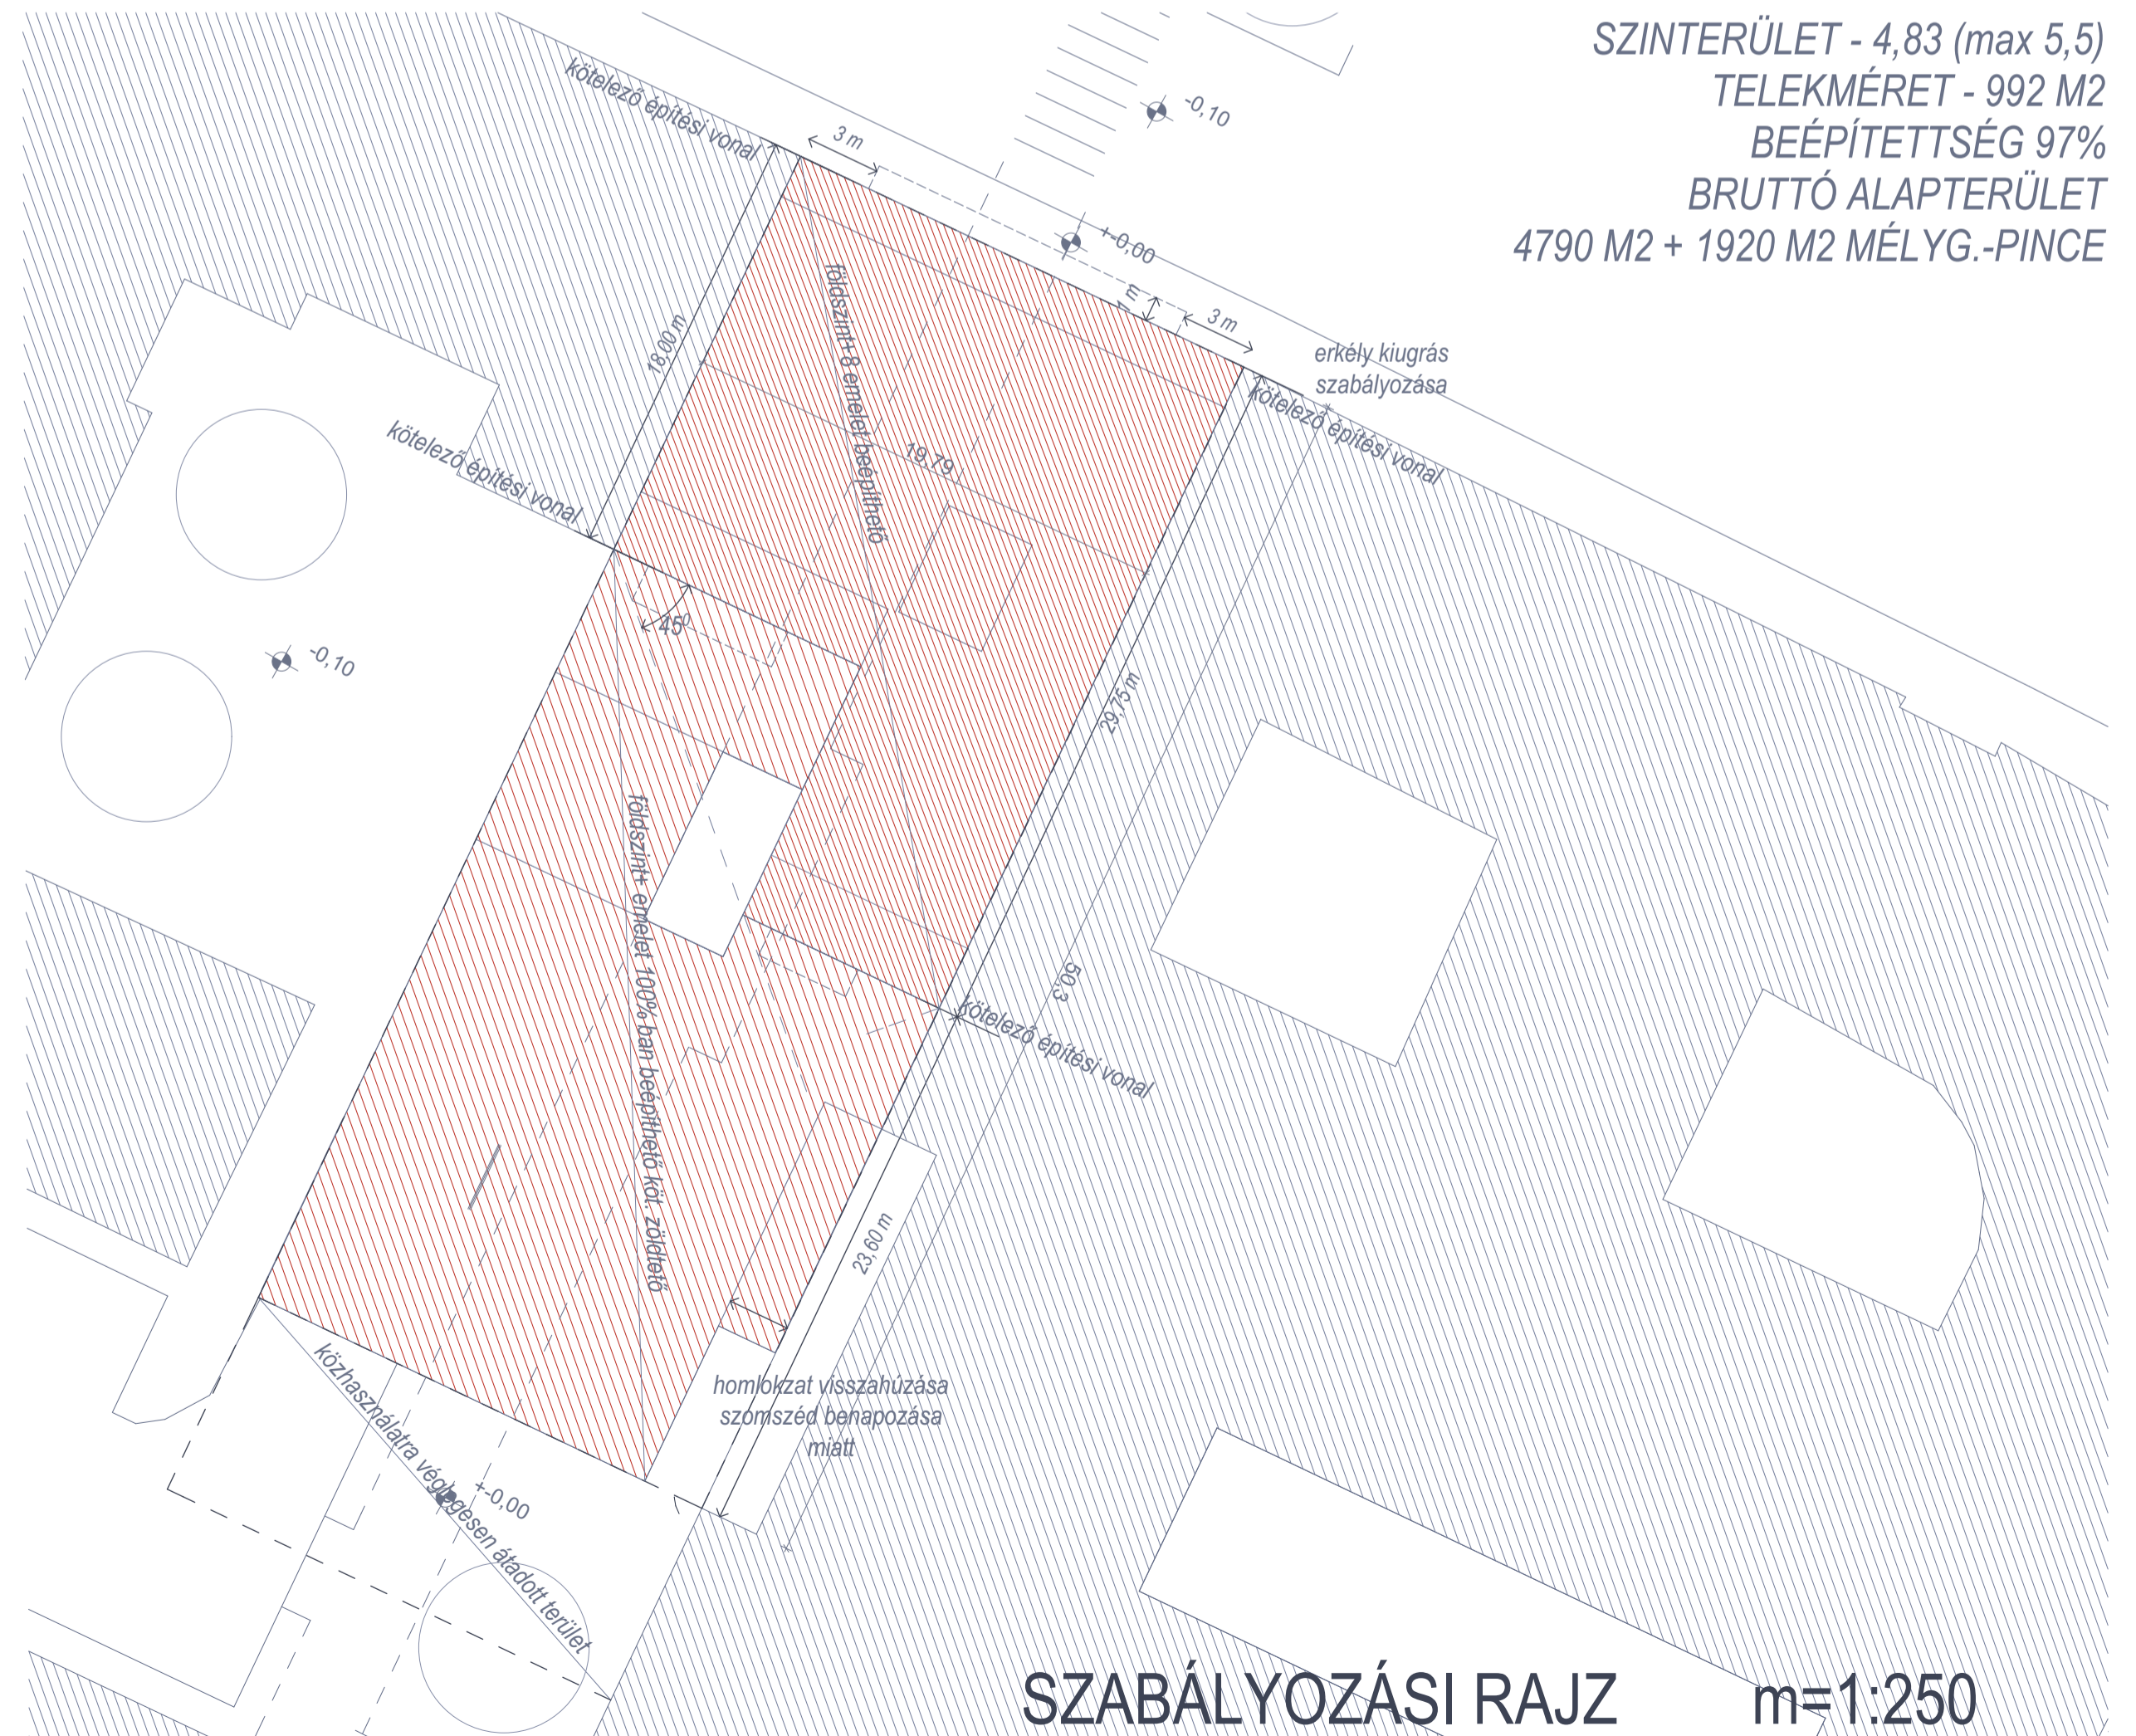 SZINTERÜLET - 4,83 (max 5,5)
TELEKMÉRET - 992 M2
BEÉPÍTETTSÉG 97%
BRUTTÓ ALAPTERÜLET
4790 M2 + 1920 M2 MÉLYG.-PINCE
kötelező építési vonal
3 m
-0,10
+-0,00
1 m
3 m
erkély kiugrás
szabályozása
kötelező építési vonal
18,00 m
földszint+8 emelet beépíthető
19,79
kötelező építési vonal
45⁰
-0,10
29,75 m
földszint+ emelet 100% ban beépíthető köt. zöldtető
50,3
kötelező építési vonal
23,60 m
homlokzat visszahúzása
szomszéd benapozása
miatt
közhasználatra véglegesen átadott terület
+-0,00
SZABÁLYOZÁSI RAJZ m=1:250